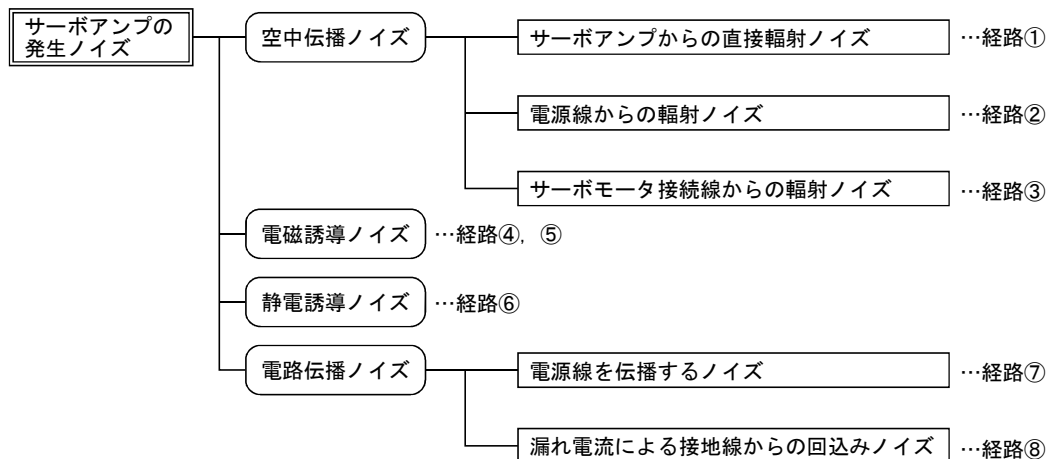 サーボアンプの
発生ノイズ
空中伝播ノイズ
サーボアンプからの直接輻射ノイズ
…経路①
電源線からの輻射ノイズ
…経路②
サーボモータ接続線からの輻射ノイズ
…経路③
電磁誘導ノイズ
…経路④，⑤
静電誘導ノイズ
…経路⑥
電路伝播ノイズ
電源線を伝播するノイズ
…経路⑦
漏れ電流による接地線からの回込みノイズ
…経路⑧